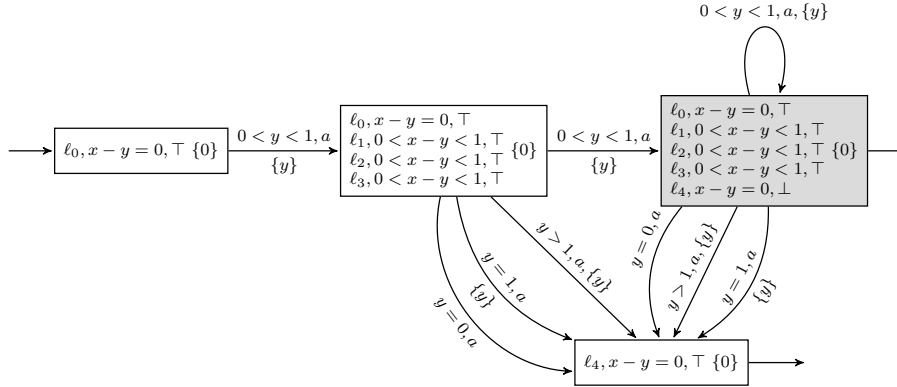 0 < y < 1, a, {y}
ℓ₀, x − y = 0, ⊤ {0}
0 < y < 1, a
{y}
ℓ₀, x − y = 0, ⊤
ℓ₁, 0 < x − y < 1, ⊤
ℓ₂, 0 < x − y < 1, ⊤ {0}
ℓ₃, 0 < x − y < 1, ⊤
0 < y < 1, a
{y}
ℓ₀, x − y = 0, ⊤
ℓ₁, 0 < x − y < 1, ⊤
ℓ₂, 0 < x − y < 1, ⊤ {0}
ℓ₃, 0 < x − y < 1, ⊤
ℓ₄, x − y = 0, ⊥
y = 0, a
y = 1, a
{y}
y > 1, a, {y}
y = 0, a
y > 1, a, {y}
y = 1, a
{y}
ℓ₄, x − y = 0, ⊤ {0}